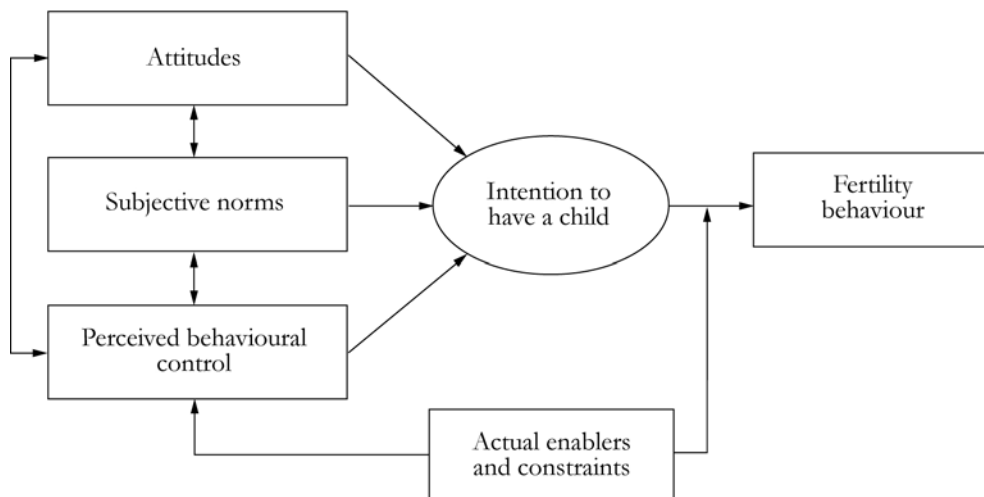 Attitudes
Subjective norms
Perceived behavioural
control
Intention to
have a child
Fertility
behaviour
Actual enablers
and constraints